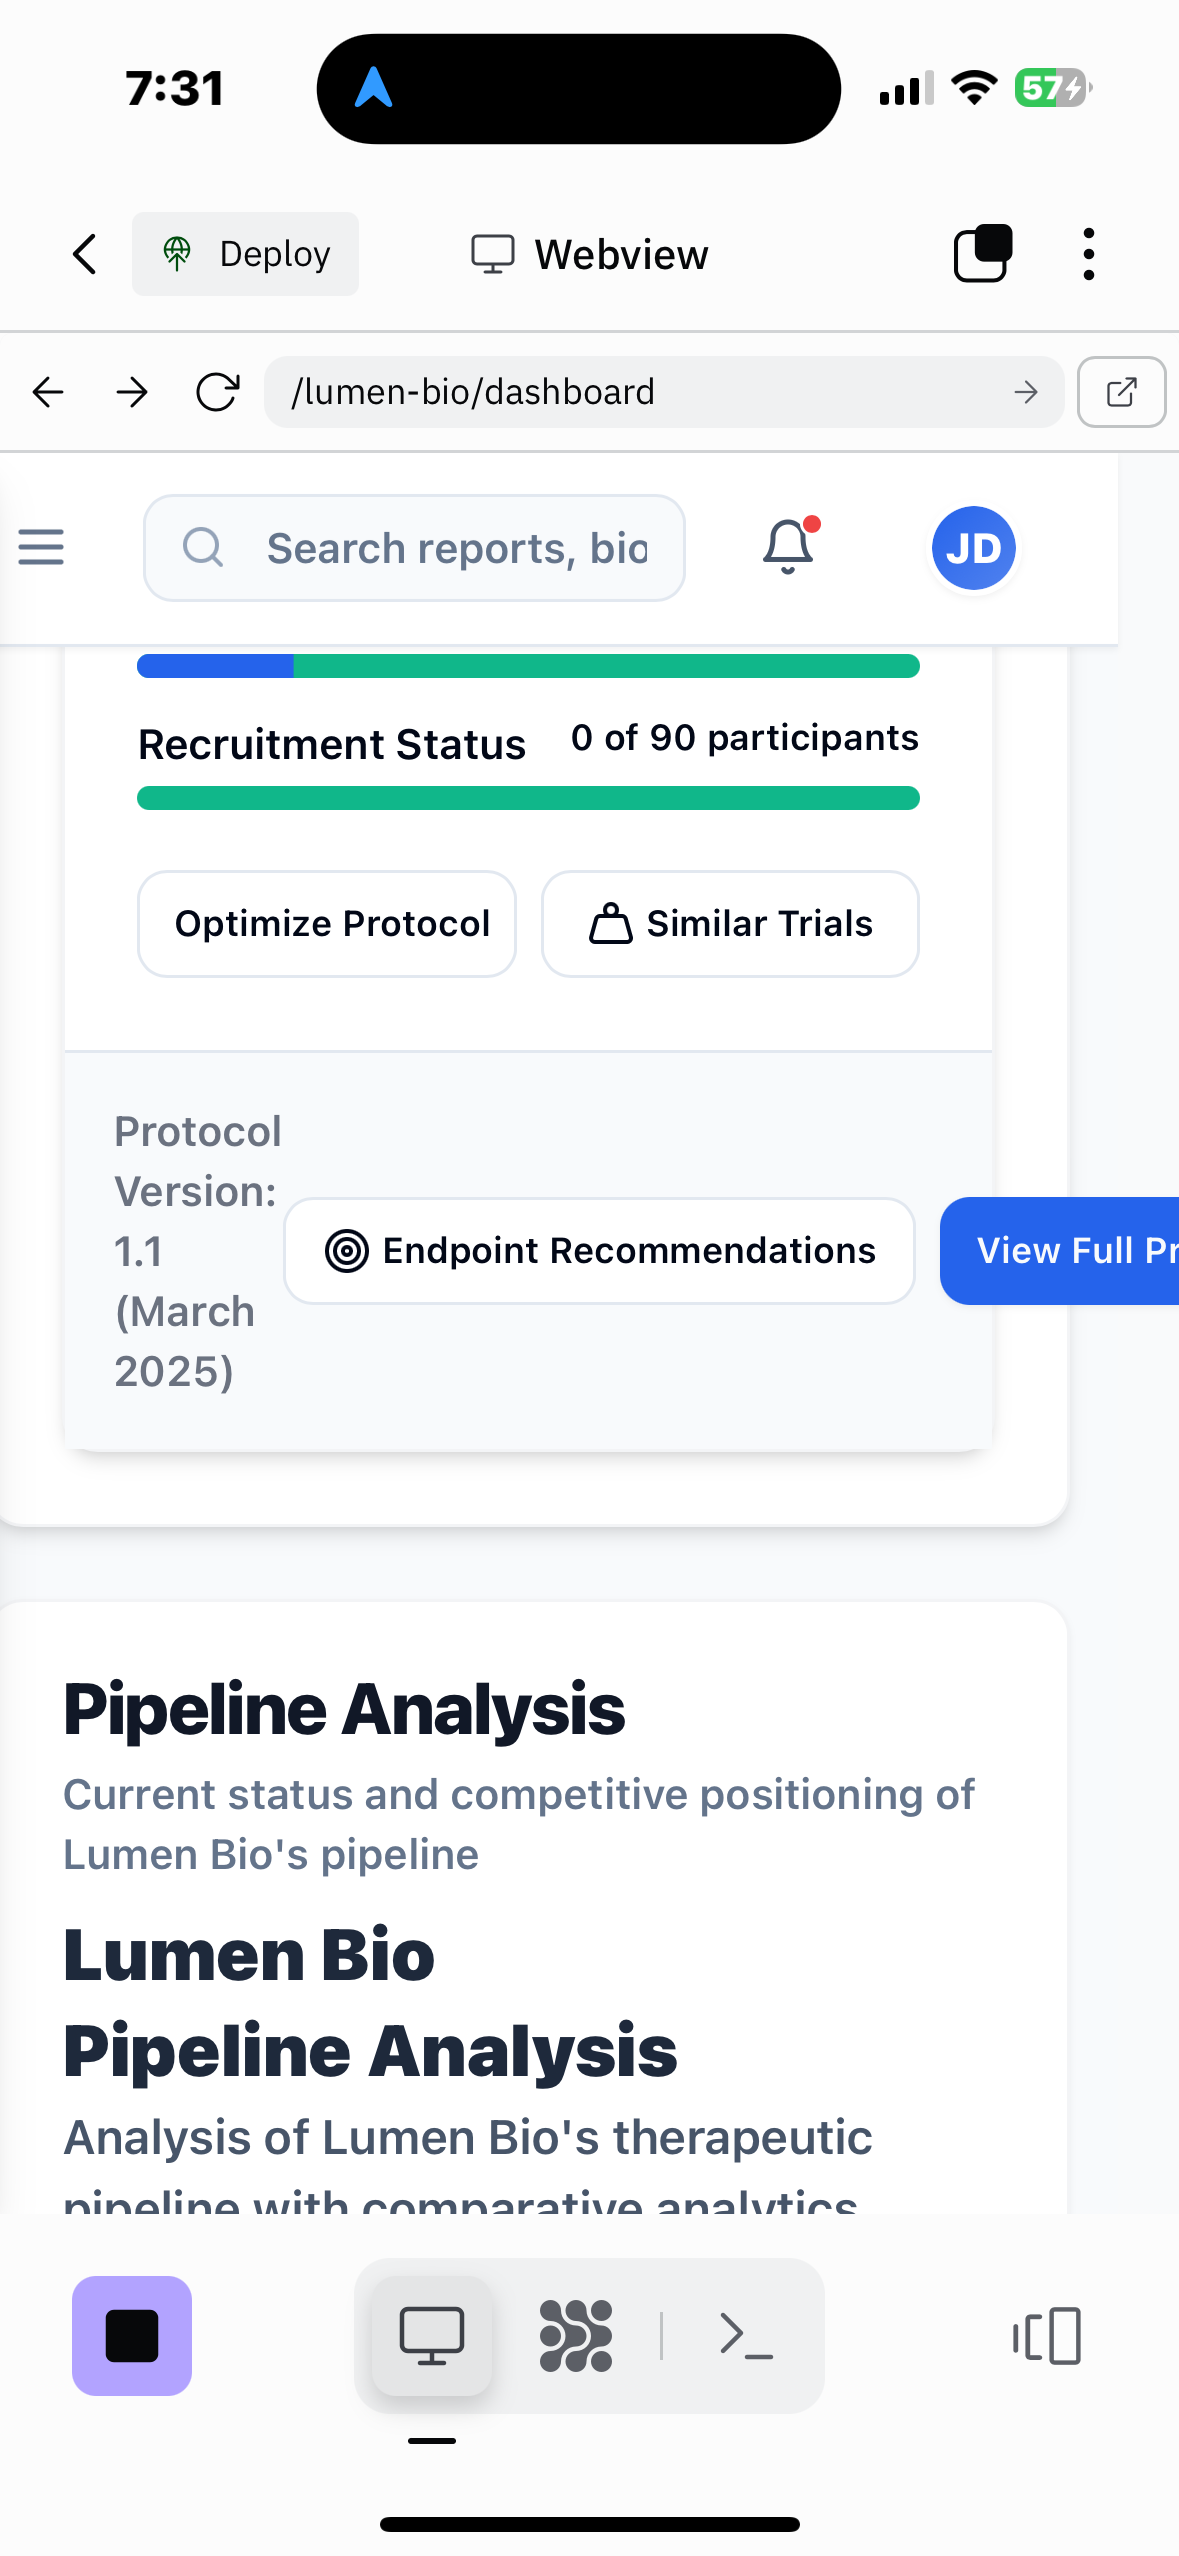 7:31
57
Deploy
Webview
/lumen-bio/dashboard
Search reports, bio
JD
Recruitment Status
0 of 90 participants
Optimize Protocol
Similar Trials
Protocol
Version:
1.1
(March
2025)
Endpoint Recommendations
View Full Pr
Pipeline Analysis
Current status and competitive positioning of
Lumen Bio's pipeline
Lumen Bio
Pipeline Analysis
Analysis of Lumen Bio's therapeutic
pipeline with comparative analytics